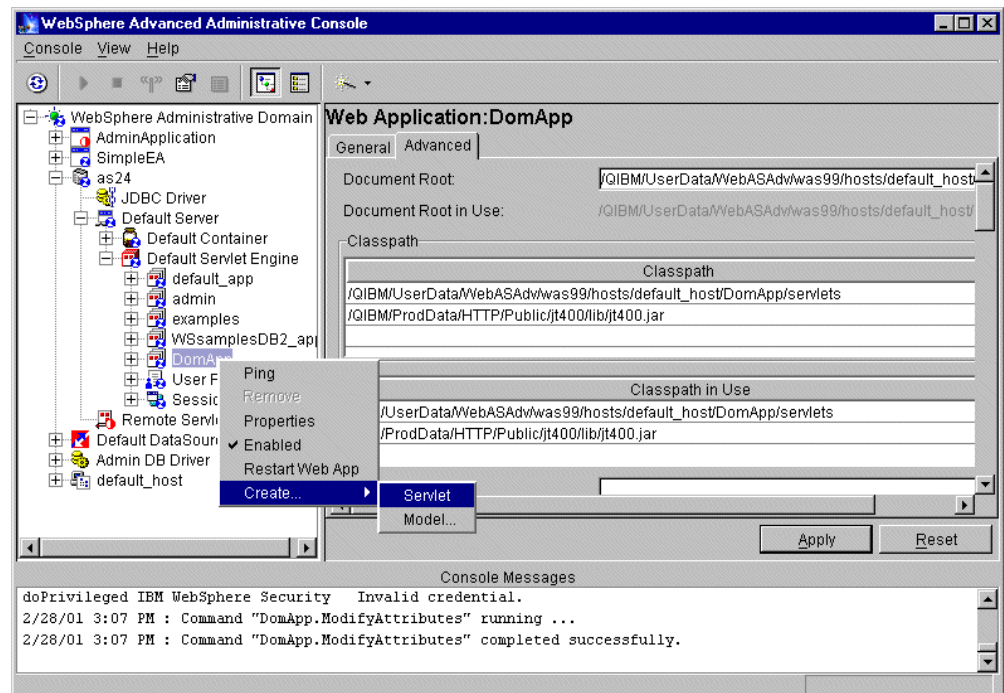 WebSphere Advanced Administrative Console
Console View Help
WebSphere Administrative Domain
AdminApplication
SimpleEA
as24
JDBC Driver
Default Server
Default Container
Default Servlet Engine
default_app
admin
examples
WSsamplesDB2_app
DomApp
User F
Sessio
Remote Servl
Default DataSour
Admin DB Driver
default_host
Ping
Remove
Properties
Enabled
Restart Web App
Create...
Servlet
Model...
Web Application:DomApp
General Advanced
Document Root: /QIBM/UserData/WebASAdv/was99/hosts/default_host/
Document Root in Use: /QIBM/UserData/WebASAdv/was99/hosts/default_host/
Classpath
Classpath
/QIBM/UserData/WebASAdv/was99/hosts/default_host/DomApp/servlets
/QIBM/ProdData/HTTP/Public/jt400/lib/jt400.jar
Classpath in Use
/UserData/WebASAdv/was99/hosts/default_host/DomApp/servlets
/ProdData/HTTP/Public/jt400/lib/jt400.jar
Apply Reset
Console Messages
doPrivileged IBM WebSphere Security Invalid credential.
2/28/01 3:07 PM : Command "DomApp.ModifyAttributes" running ...
2/28/01 3:07 PM : Command "DomApp.ModifyAttributes" completed successfully.